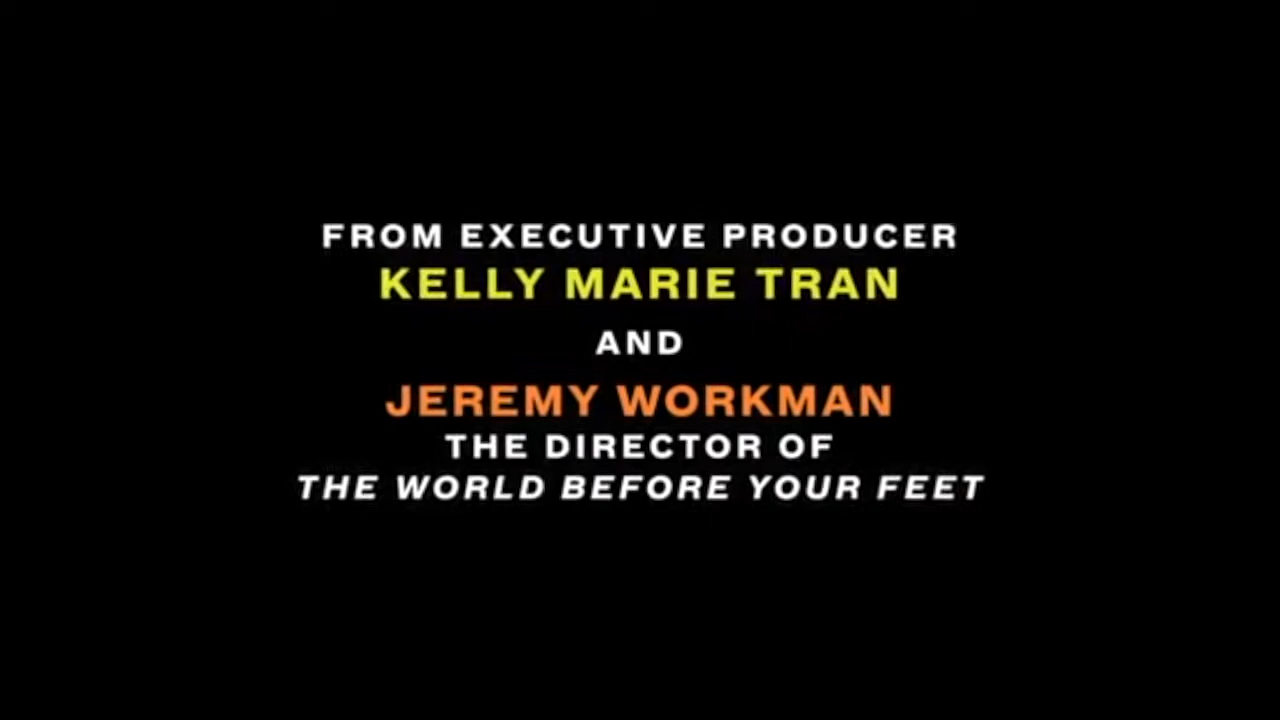 FROM EXECUTIVE PRODUCER
KELLY MARIE TRAN
AND
JEREMY WORKMAN
THE DIRECTOR OF
THE WORLD BEFORE YOUR FEET